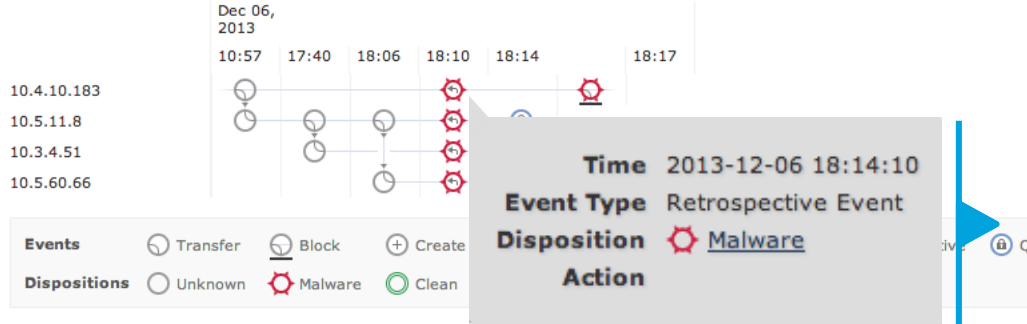 Dec 06,
2013
10:57 17:40 18:06 18:10 18:14 18:17
10.4.10.183
10.5.11.8
10.3.4.51
10.5.60.66
Time 2013-12-06 18:14:10
Event Type Retrospective Event
Disposition Malware
Action
Events Transfer Block Create
Dispositions Unknown Malware Clean